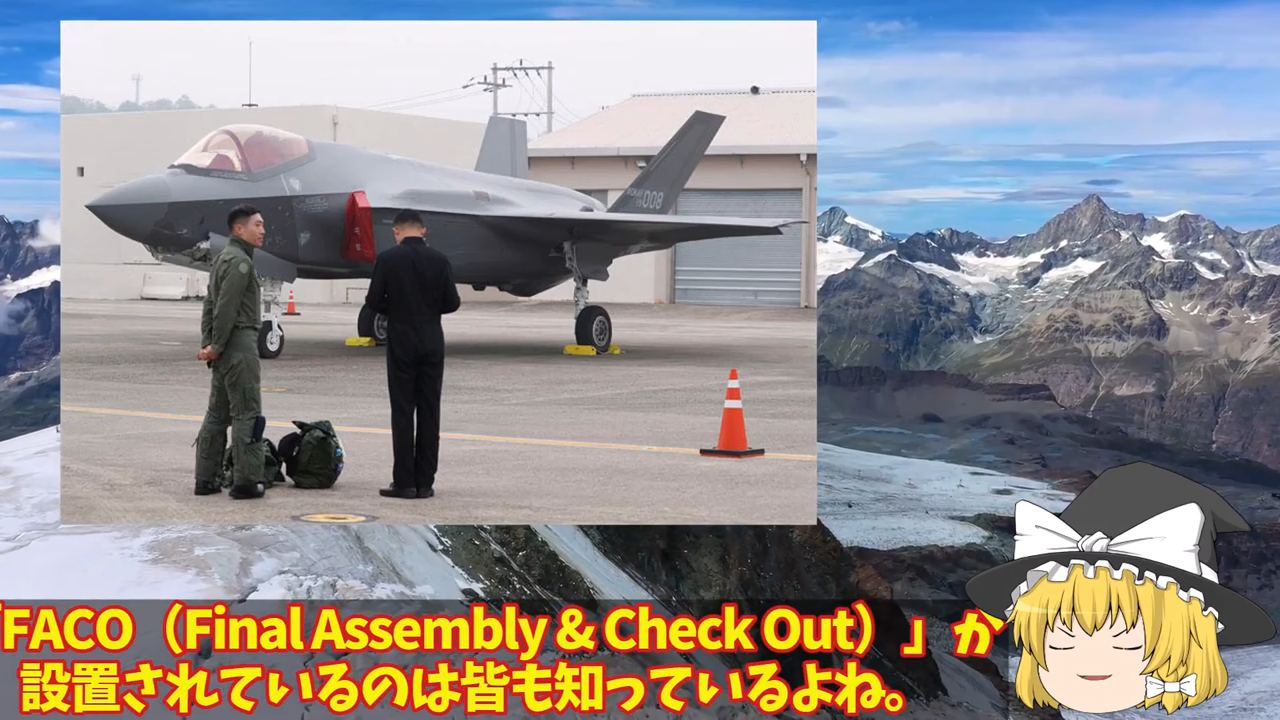 008
「FACO（Final Assembly & Check Out）」が
設置されているのは皆も知っているよね。